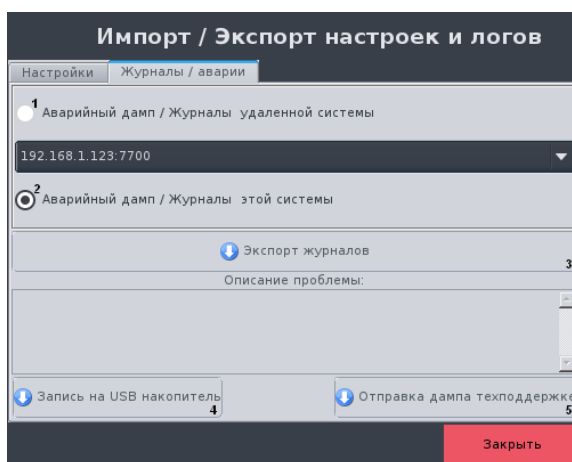 Импорт / Экспорт настроек и логов
Настройки
Журналы / аварии
1
Аварийный дамп / Журналы удаленной системы
192.168.1.123:7700
2
Аварийный дамп / Журналы этой системы
Экспорт журналов
3
Описание проблемы:
Запись на USB накопитель
4
Отправка дампа техподдержке
5
Закрыть